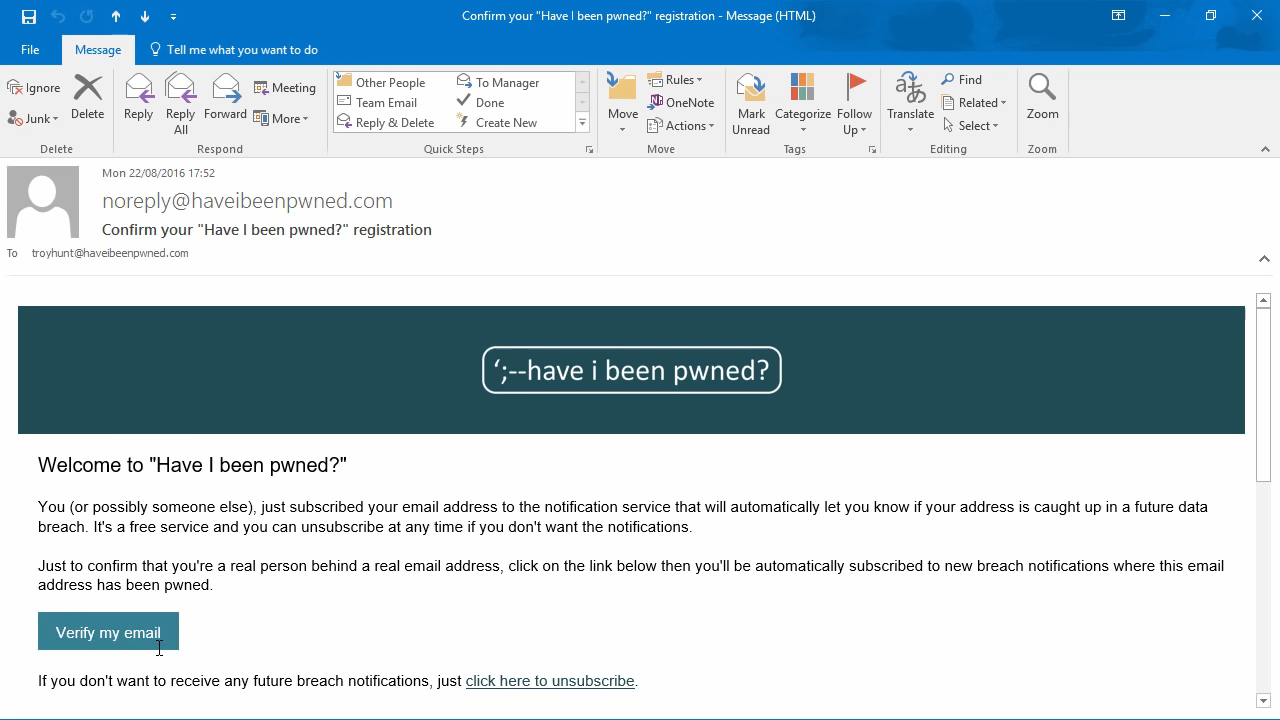 Confirm your "Have I been pwned?" registration - Message (HTML)
File Message Tell me what you want to do
Ignore
Junk
Delete
Delete
Reply
Reply All
Forward
Meeting
More
Respond
Other People
Team Email
Reply & Delete
To Manager
Done
Create New
Quick Steps
Move
Rules
OneNote
Actions
Move
Mark Unread
Categorize
Follow Up
Tags
Translate
Find
Related
Select
Editing
Zoom
Zoom
Mon 22/08/2016 17:52
noreply@haveibeenpwned.com
Confirm your "Have I been pwned?" registration
To troyhunt@haveibeenpwned.com
‘;--have i been pwned?
Welcome to "Have I been pwned?"
You (or possibly someone else), just subscribed your email address to the notification service that will automatically let you know if your address is caught up in a future data
breach. It's a free service and you can unsubscribe at any time if you don't want the notifications.
Just to confirm that you're a real person behind a real email address, click on the link below then you'll be automatically subscribed to new breach notifications where this email
address has been pwned.
Verify my email
If you don't want to receive any future breach notifications, just click here to unsubscribe.